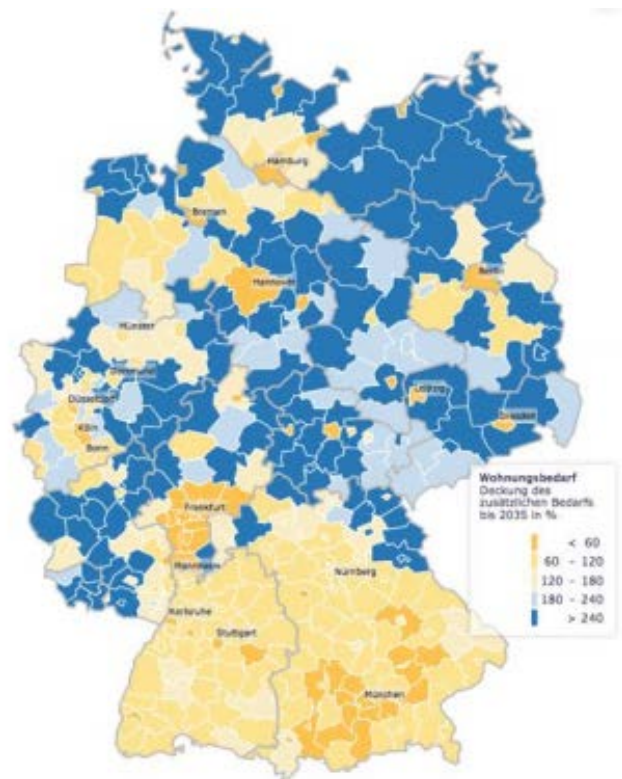 Hamburg
Bremen
Berlin
Hannover
Münster
Dortmund
Düsseldorf
Leipzig
Dresden
Köln
Bonn
Wohnungsbedarf
Deckung des
zusätzlichen Bedarfs
bis 2035 in %
< 60
60 - 120
120 - 180
180 - 240
> 240
Frankfurt
Mannheim
Nürnberg
Karlsruhe
Stuttgart
München